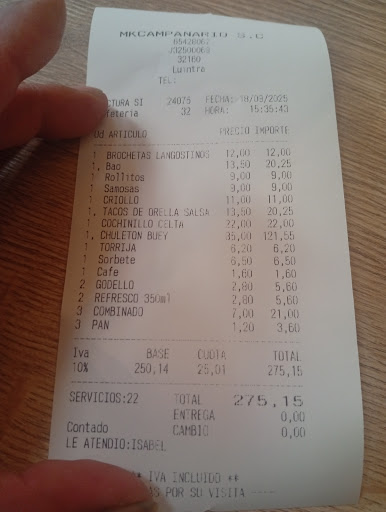 MKCAMPANARIO S.C
J32500060
32160
Luintra
TEL:
CTURA SI 24075 FECHA: 18/09/2025
32 HORA: 15:35:43
Ud ARTICULO PRECIO IMPORTE
1 BROCHETAS LANGOSTINOS 12,00 12,00
1, Bao 13,50 20,25
1 Rollitos 9,00 9,00
1 Samosas 9,00 9,00
1 CRIOLLO 11,00 11,00
1, TACOS DE ORELLA SALSA 13,50 20,25
1 COCHINILLO CELTA 22,00 22,00
1, CHULETON BUEY 35,00 121,55
1 TORRIJA 6,20 6,20
1 Sorbete 6,50 6,50
1 Cafe 1,60 1,60
2 GODELLO 2,80 5,60
2 REFRESCO 350ml 2,80 5,60
3 COMBINADO 7,00 21,00
3 PAN 1,20 3,60
Iva BASE CUOTA TOTAL
10% 250,14 25,01 275,15
SERVICIOS:22 TOTAL 275,15
ENTREGA 0,00
Contado CAMBIO 0,00
LE ATENDIO:ISABEL
IVA INCLUIDO **
AS POR SU VISITA ----